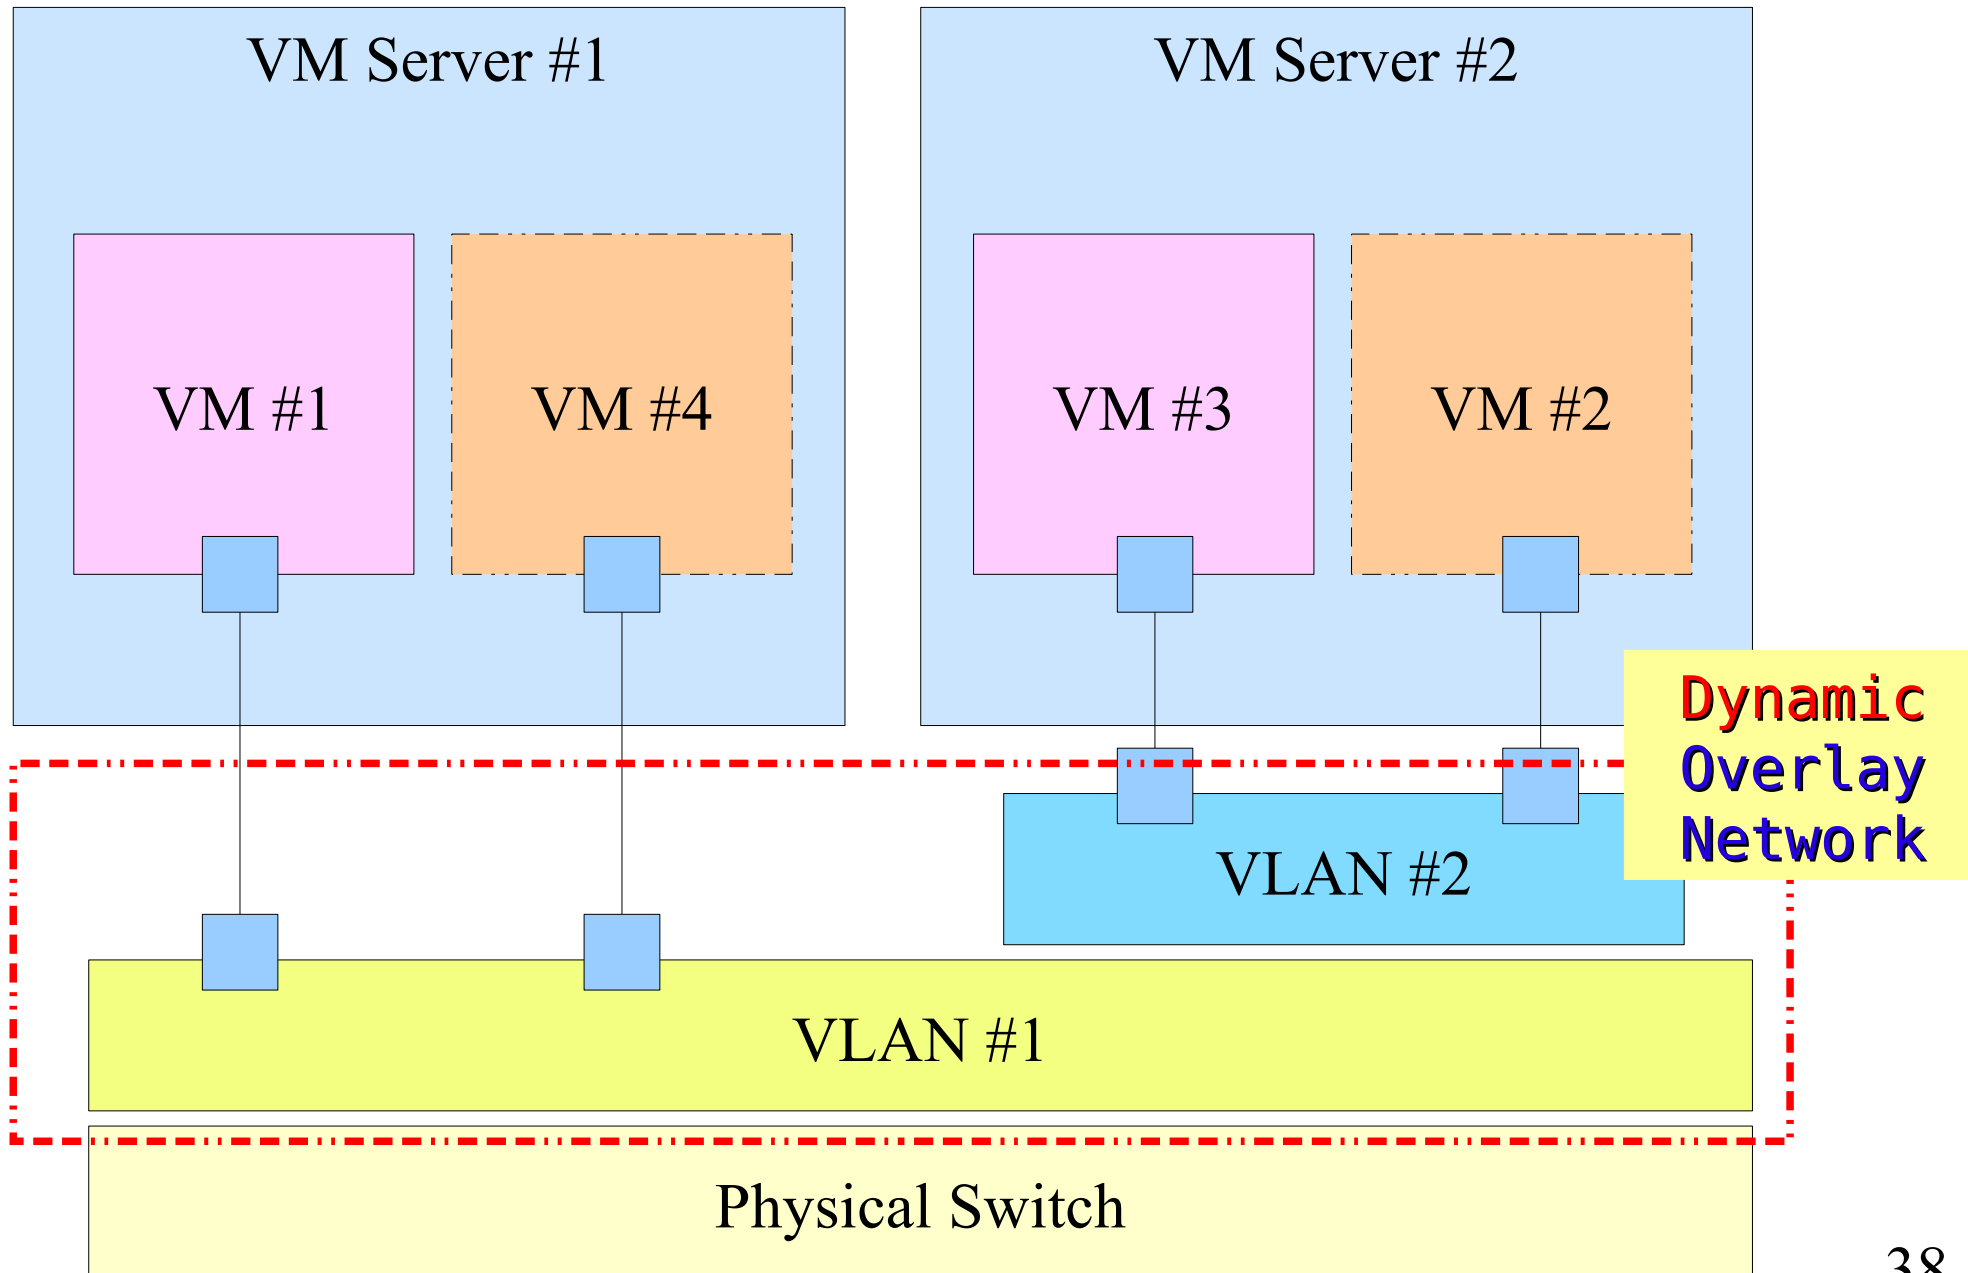 VM Server #1
VM Server #2
VM #1
VM #4
VM #3
VM #2
Dynamic
Overlay
Network
VLAN #2
VLAN #1
Physical Switch
38